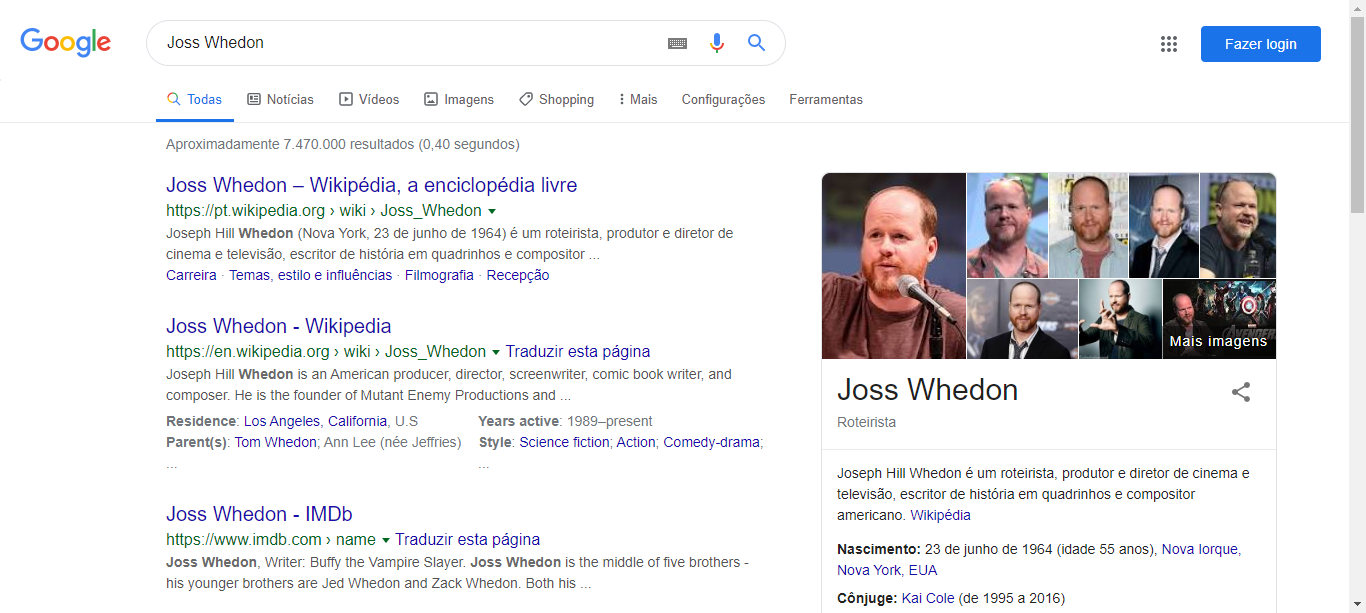 Google
Joss Whedon
Fazer login
Todas
Notícias
Vídeos
Imagens
Shopping
Mais
Configurações
Ferramentas
Aproximadamente 7.470.000 resultados (0,40 segundos)
Joss Whedon – Wikipédia, a enciclopédia livre
https://pt.wikipedia.org › wiki › Joss_Whedon
Joseph Hill Whedon (Nova York, 23 de junho de 1964) é um roteirista, produtor e diretor de
cinema e televisão, escritor de história em quadrinhos e compositor ...
Carreira · Temas, estilo e influências · Filmografia · Recepção
Joss Whedon - Wikipedia
https://en.wikipedia.org › wiki › Joss_Whedon Traduzir esta página
Joseph Hill Whedon is an American producer, director, screenwriter, comic book writer, and
composer. He is the founder of Mutant Enemy Productions and ...
Residence: Los Angeles, California, U.S
Years active: 1989–present
Parent(s): Tom Whedon; Ann Lee (née Jeffries) ...
Style: Science fiction; Action; Comedy-drama; ...
Joss Whedon - IMDb
https://www.imdb.com › name Traduzir esta página
Joss Whedon, Writer: Buffy the Vampire Slayer. Joss Whedon is the middle of five brothers -
his younger brothers are Jed Whedon and Zack Whedon. Both his ...
AVENGERS
Mais imagens
Joss Whedon
Roteirista
Joseph Hill Whedon é um roteirista, produtor e diretor de cinema e
televisão, escritor de história em quadrinhos e compositor
americano. Wikipédia
Nascimento: 23 de junho de 1964 (idade 55 anos), Nova Iorque,
Nova York, EUA
Cônjuge: Kai Cole (de 1995 a 2016)